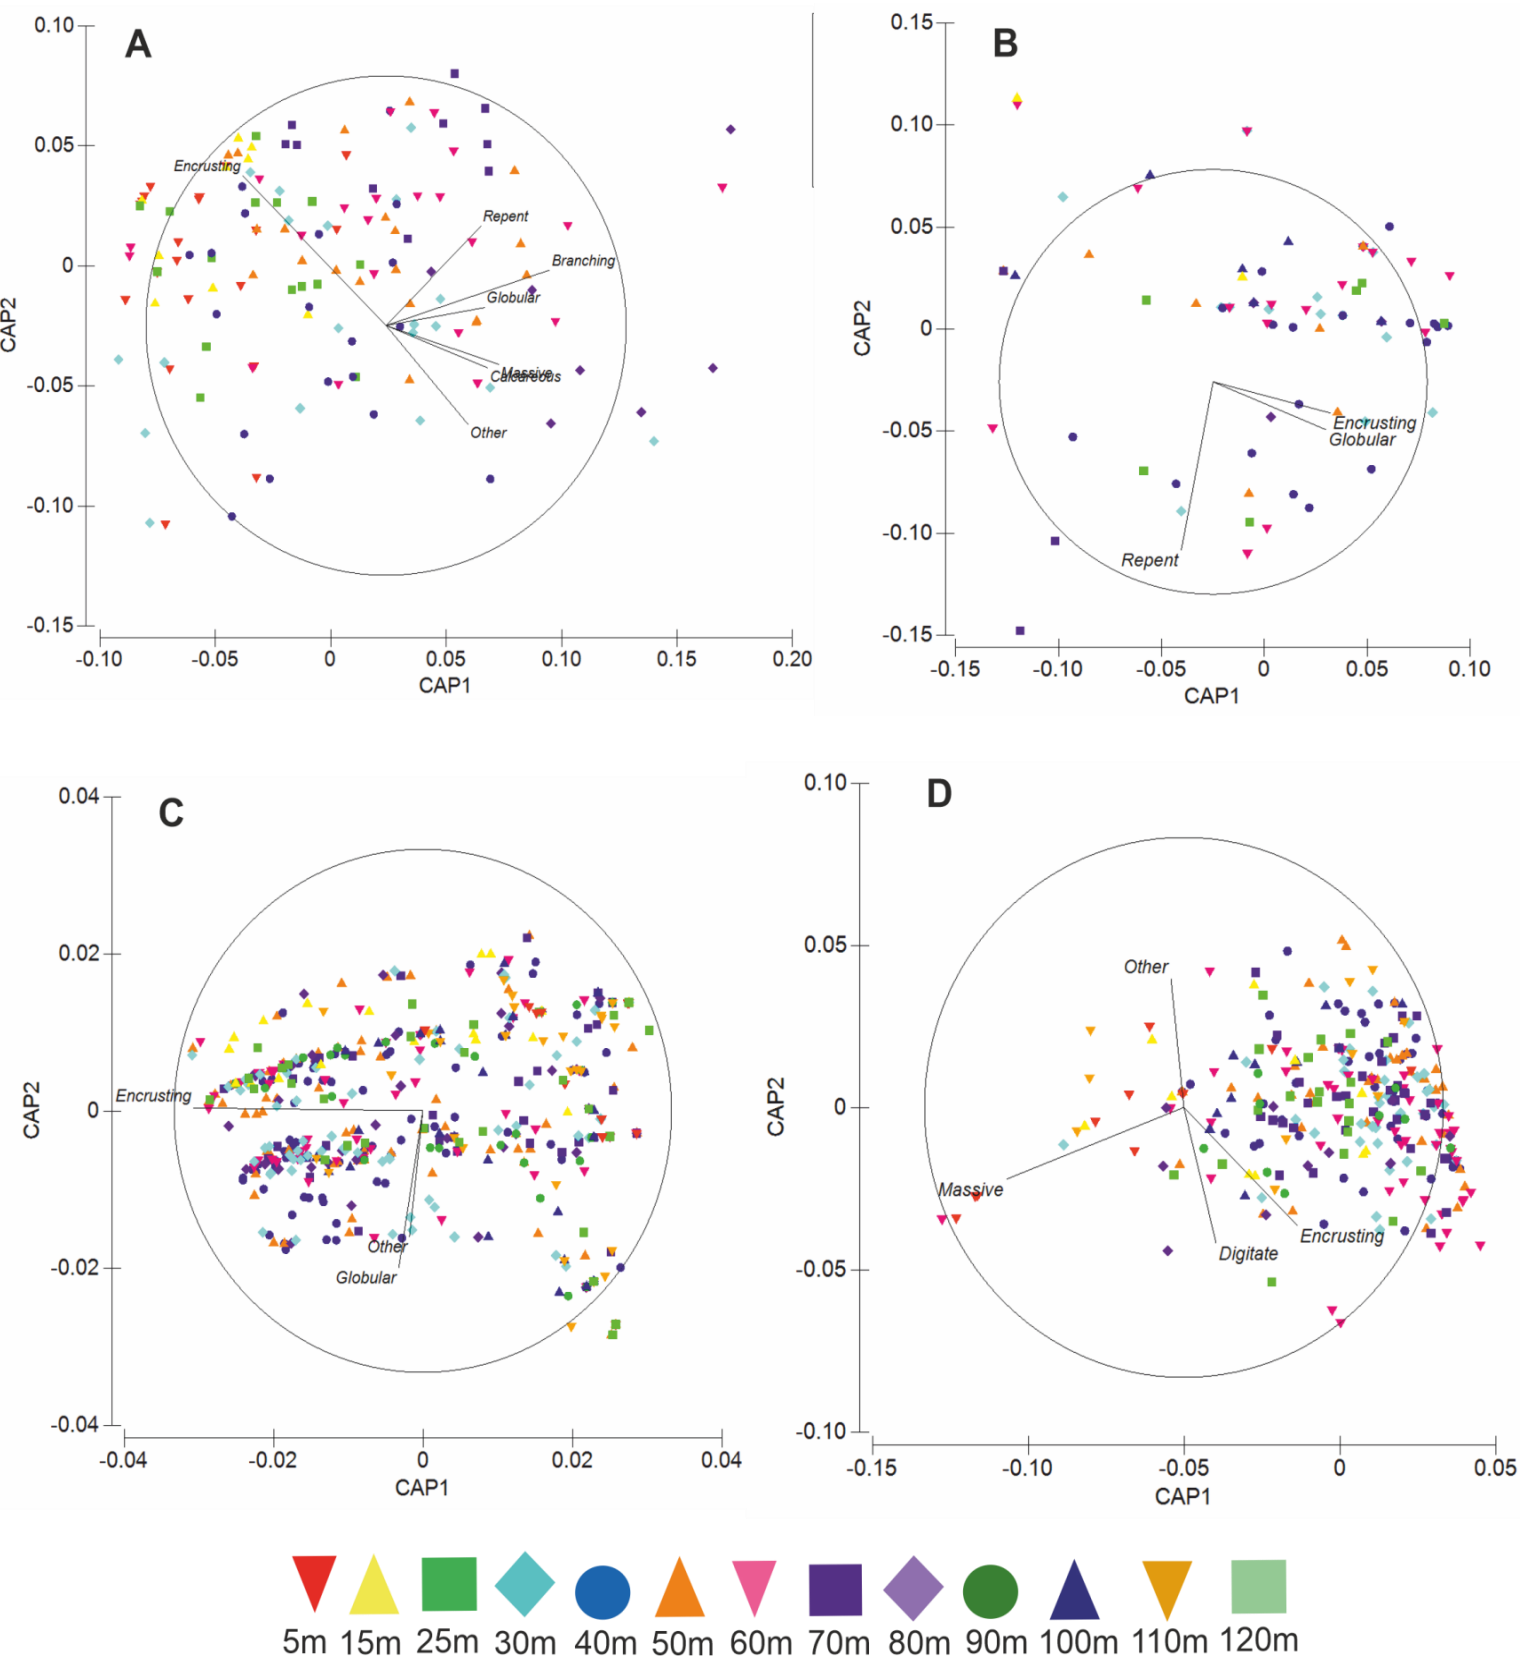 A
0.10
0.05
0
-0.05
-0.10
-0.15
CAP2
Encrusting
Repent
Branching
Globular
Massive
Calcareous
Other
-0.10 -0.05 0 0.05 0.10 0.15 0.20
CAP1
B
0.15
0.10
0.05
0
-0.05
-0.10
-0.15
CAP2
Encrusting
Globular
Repent
-0.15 -0.10 -0.05 0 0.05 0.10
CAP1
C
0.04
0.02
0
-0.02
-0.04
CAP2
Encrusting
Other
Globular
-0.04 -0.02 0 0.02 0.04
CAP1
D
0.10
0.05
0
-0.05
-0.10
CAP2
Other
Massive
Encrusting
Digitate
-0.15 -0.10 -0.05 0 0.05
CAP1
5m 15m 25m 30m 40m 50m 60m 70m 80m 90m 100m 110m 120m